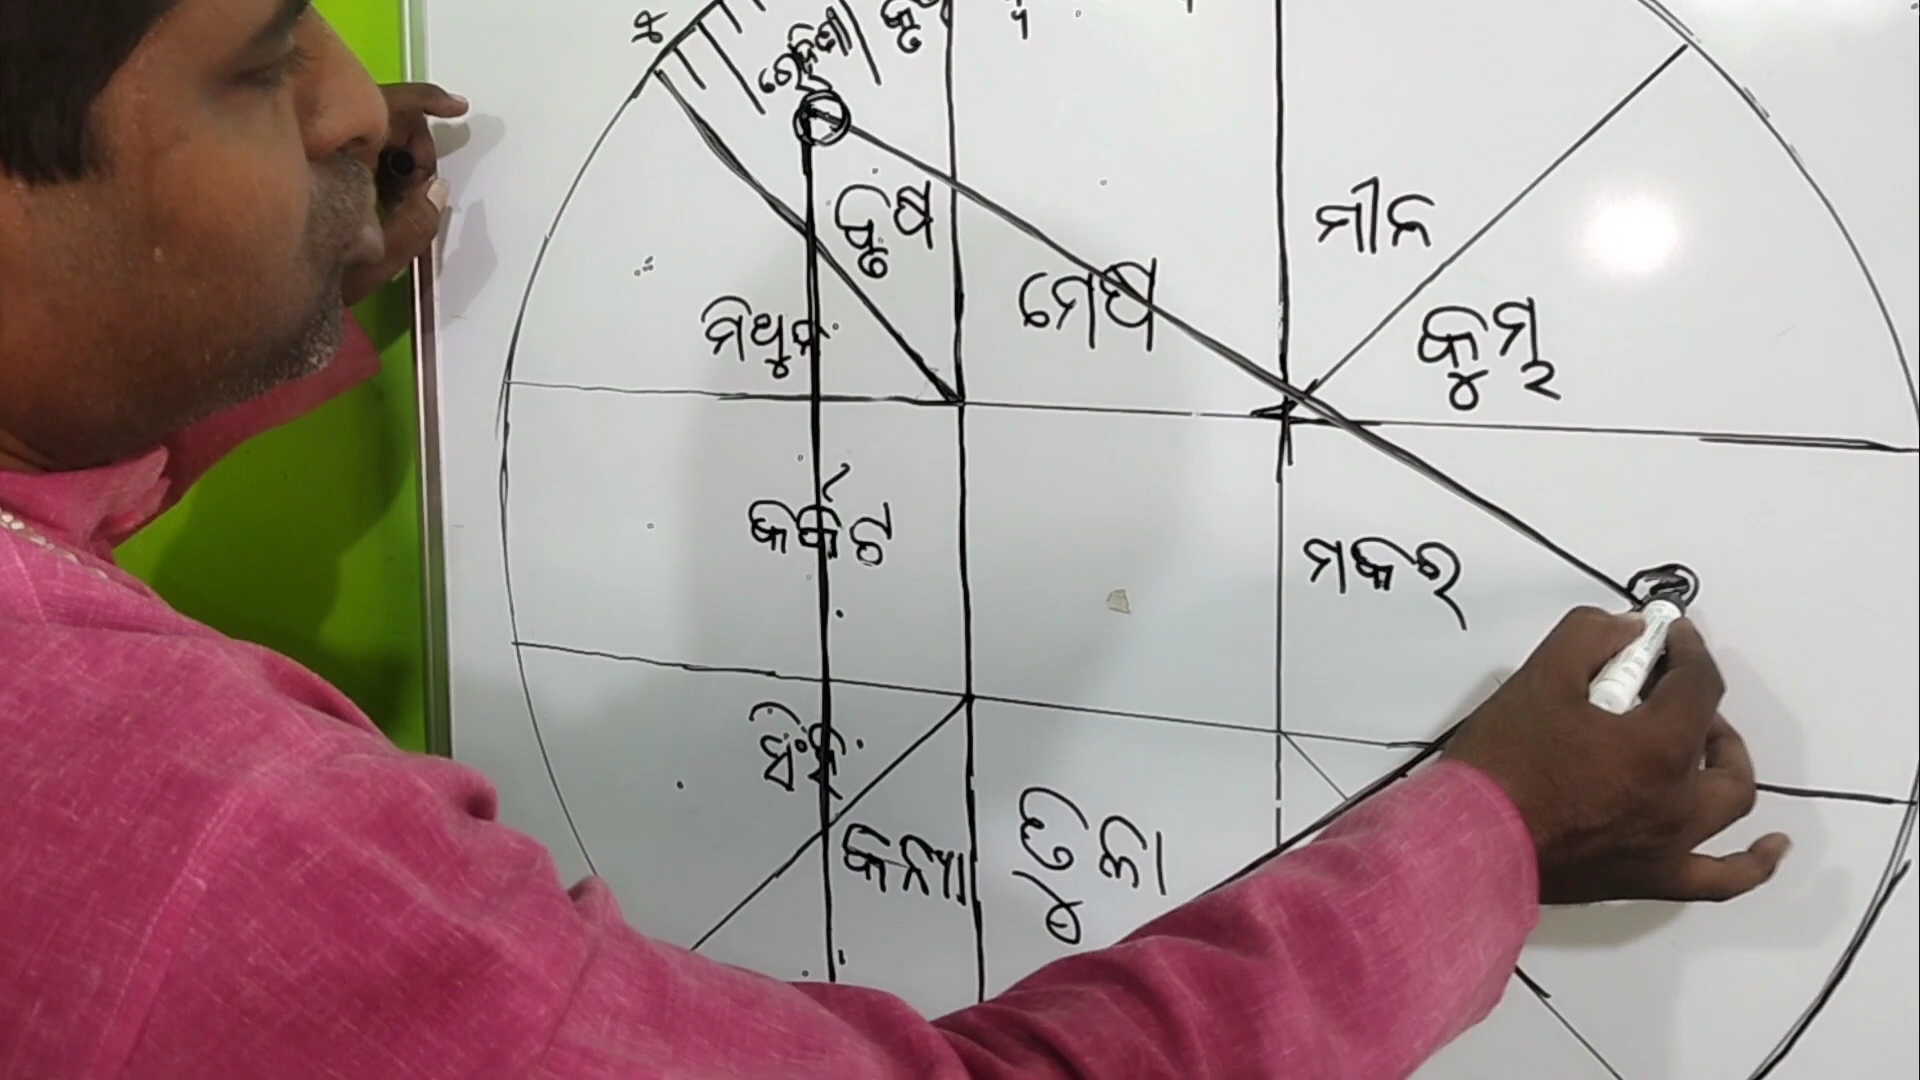 ରୋହିଣୀ
ବୃଷ
ମୀନ
ମେଷ
ମିଥୁନ
କୁମ୍ଭ
କର୍କଟ
ମକର
ସିଂହ
କନ୍ୟା
ତୁଳା